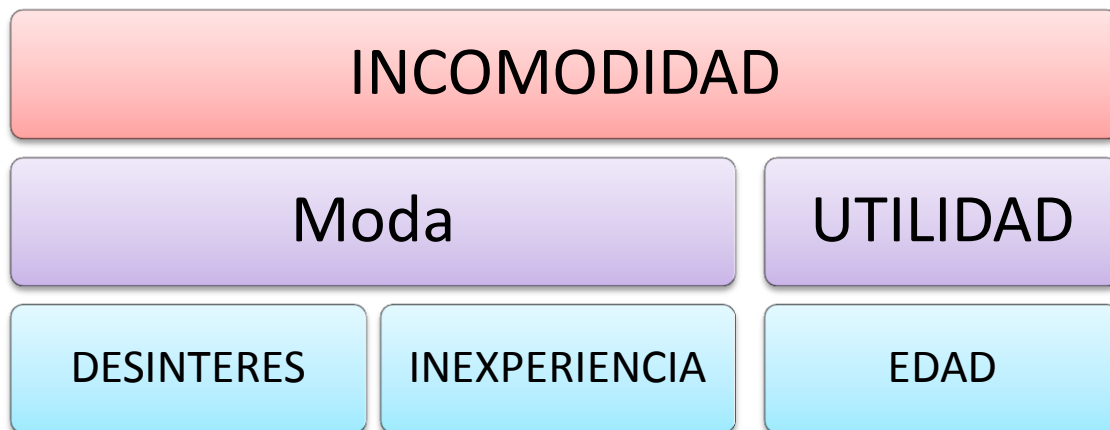 INCOMODIDAD
Moda
UTILIDAD
DESINTERES
INEXPERIENCIA
EDAD